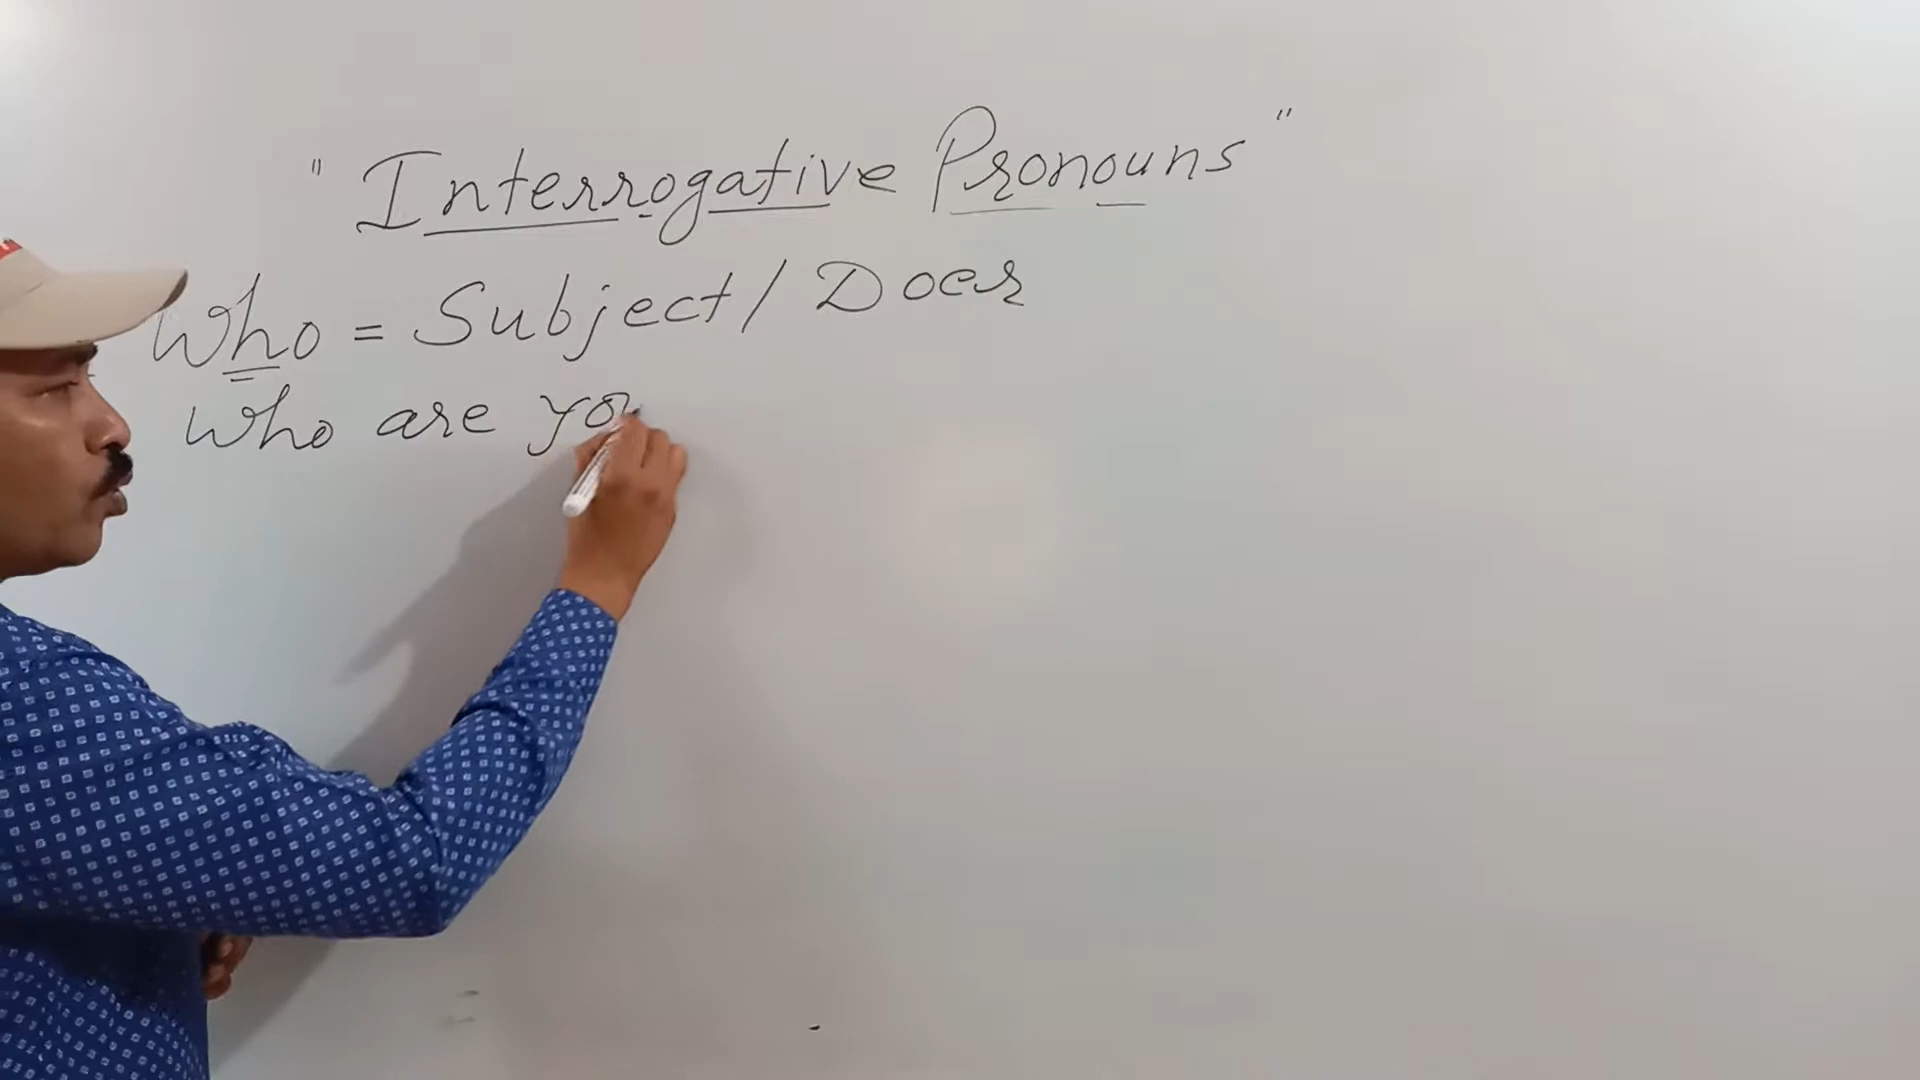 " Interrogative Pronouns "
Who = Subject / Doer
Who are you